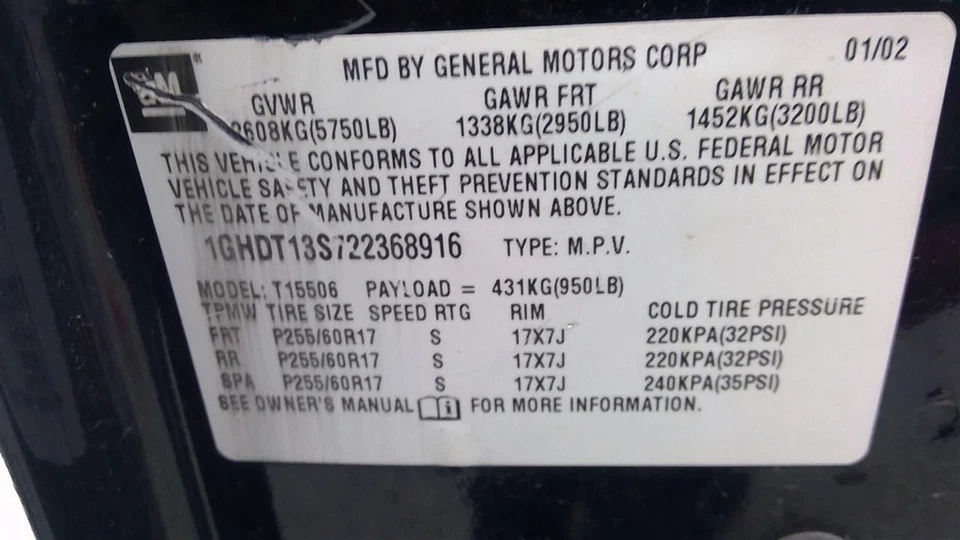 GM
MFD BY GENERAL MOTORS CORP 01/02
GVWR GAWR FRT GAWR RR
2608KG(5750LB) 1338KG(2950LB) 1452KG(3200LB)
THIS VEHICLE CONFORMS TO ALL APPLICABLE U.S. FEDERAL MOTOR
VEHICLE SAFETY AND THEFT PREVENTION STANDARDS IN EFFECT ON
THE DATE OF MANUFACTURE SHOWN ABOVE.
1GHDT13S722368916 TYPE: M.P.V.
MODEL: T15506 PAYLOAD = 431KG(950LB)
TPMW TIRE SIZE SPEED RTG RIM COLD TIRE PRESSURE
FRT P255/60R17 S 17X7J 220KPA(32PSI)
RR P255/60R17 S 17X7J 220KPA(32PSI)
SPA P255/60R17 S 17X7J 240KPA(35PSI)
SEE OWNER'S MANUAL FOR MORE INFORMATION.